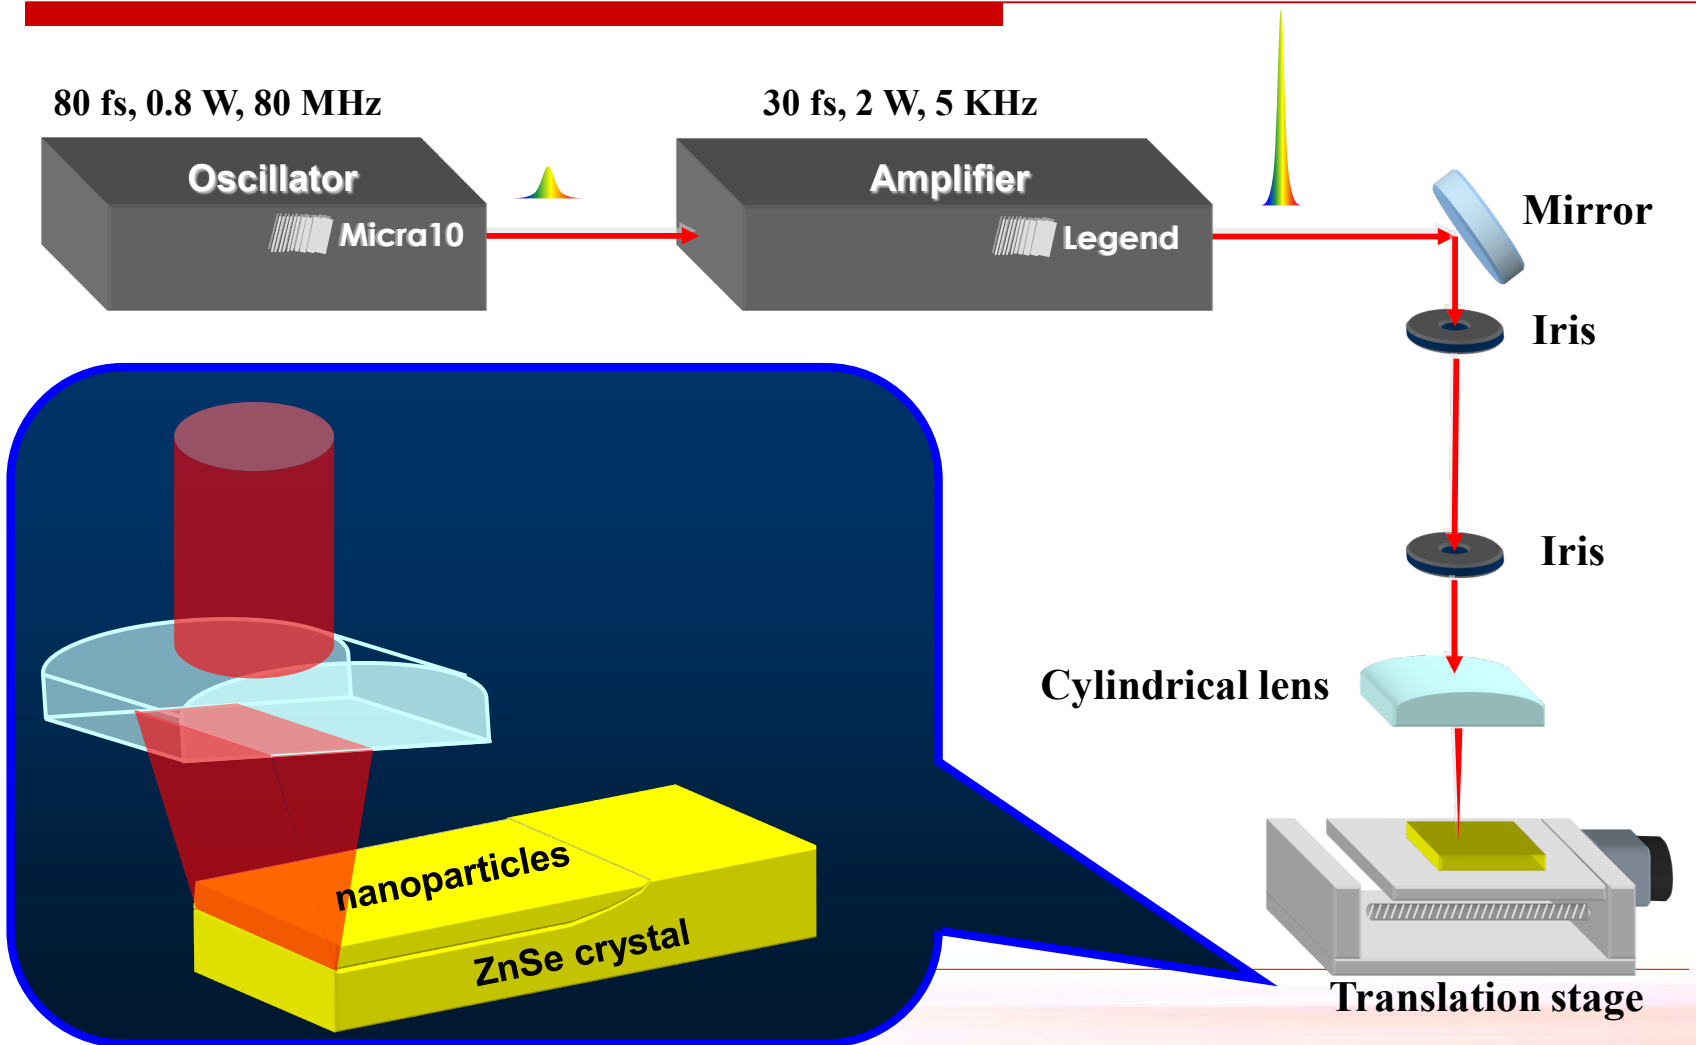 80 fs, 0.8 W, 80 MHz
30 fs, 2 W, 5 KHz
Oscillator
Micra10
Amplifier
Legend
Mirror
Iris
Iris
Cylindrical lens
nanoparticles
ZnSe crystal
Translation stage